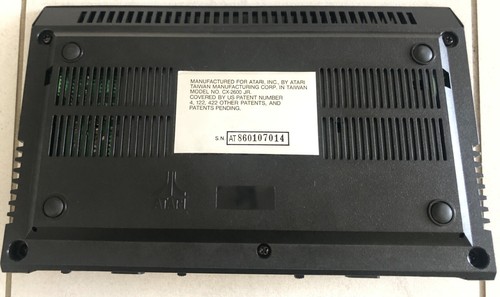 MANUFACTURED FOR ATARI, INC., BY ATARI
TAIWAN MANUFACTURING CORP. IN TAIWAN
MODEL NO. CX-2600 JR.
COVERED BY US PATENT NUMBER
4, 122, 422 OTHER PATENTS, AND
PATENTS PENDING.
S.N. AT 860107014
ATARI